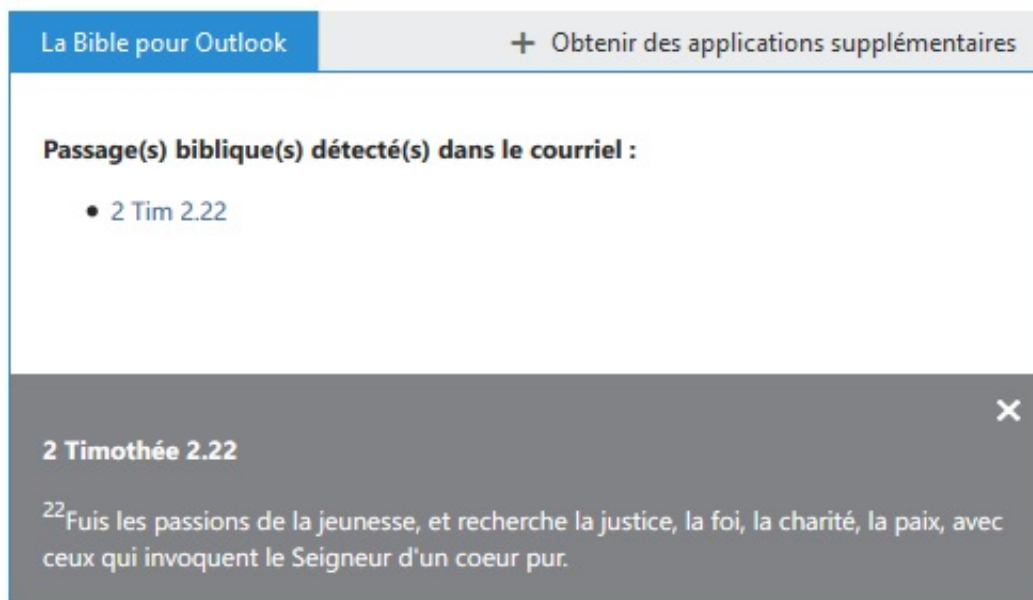 La Bible pour Outlook
+ Obtenir des applications supplémentaires
Passage(s) biblique(s) détecté(s) dans le courriel :
• 2 Tim 2.22
2 Timothée 2.22
22Fuis les passions de la jeunesse, et recherche la justice, la foi, la charité, la paix, avec
ceux qui invoquent le Seigneur d'un coeur pur.